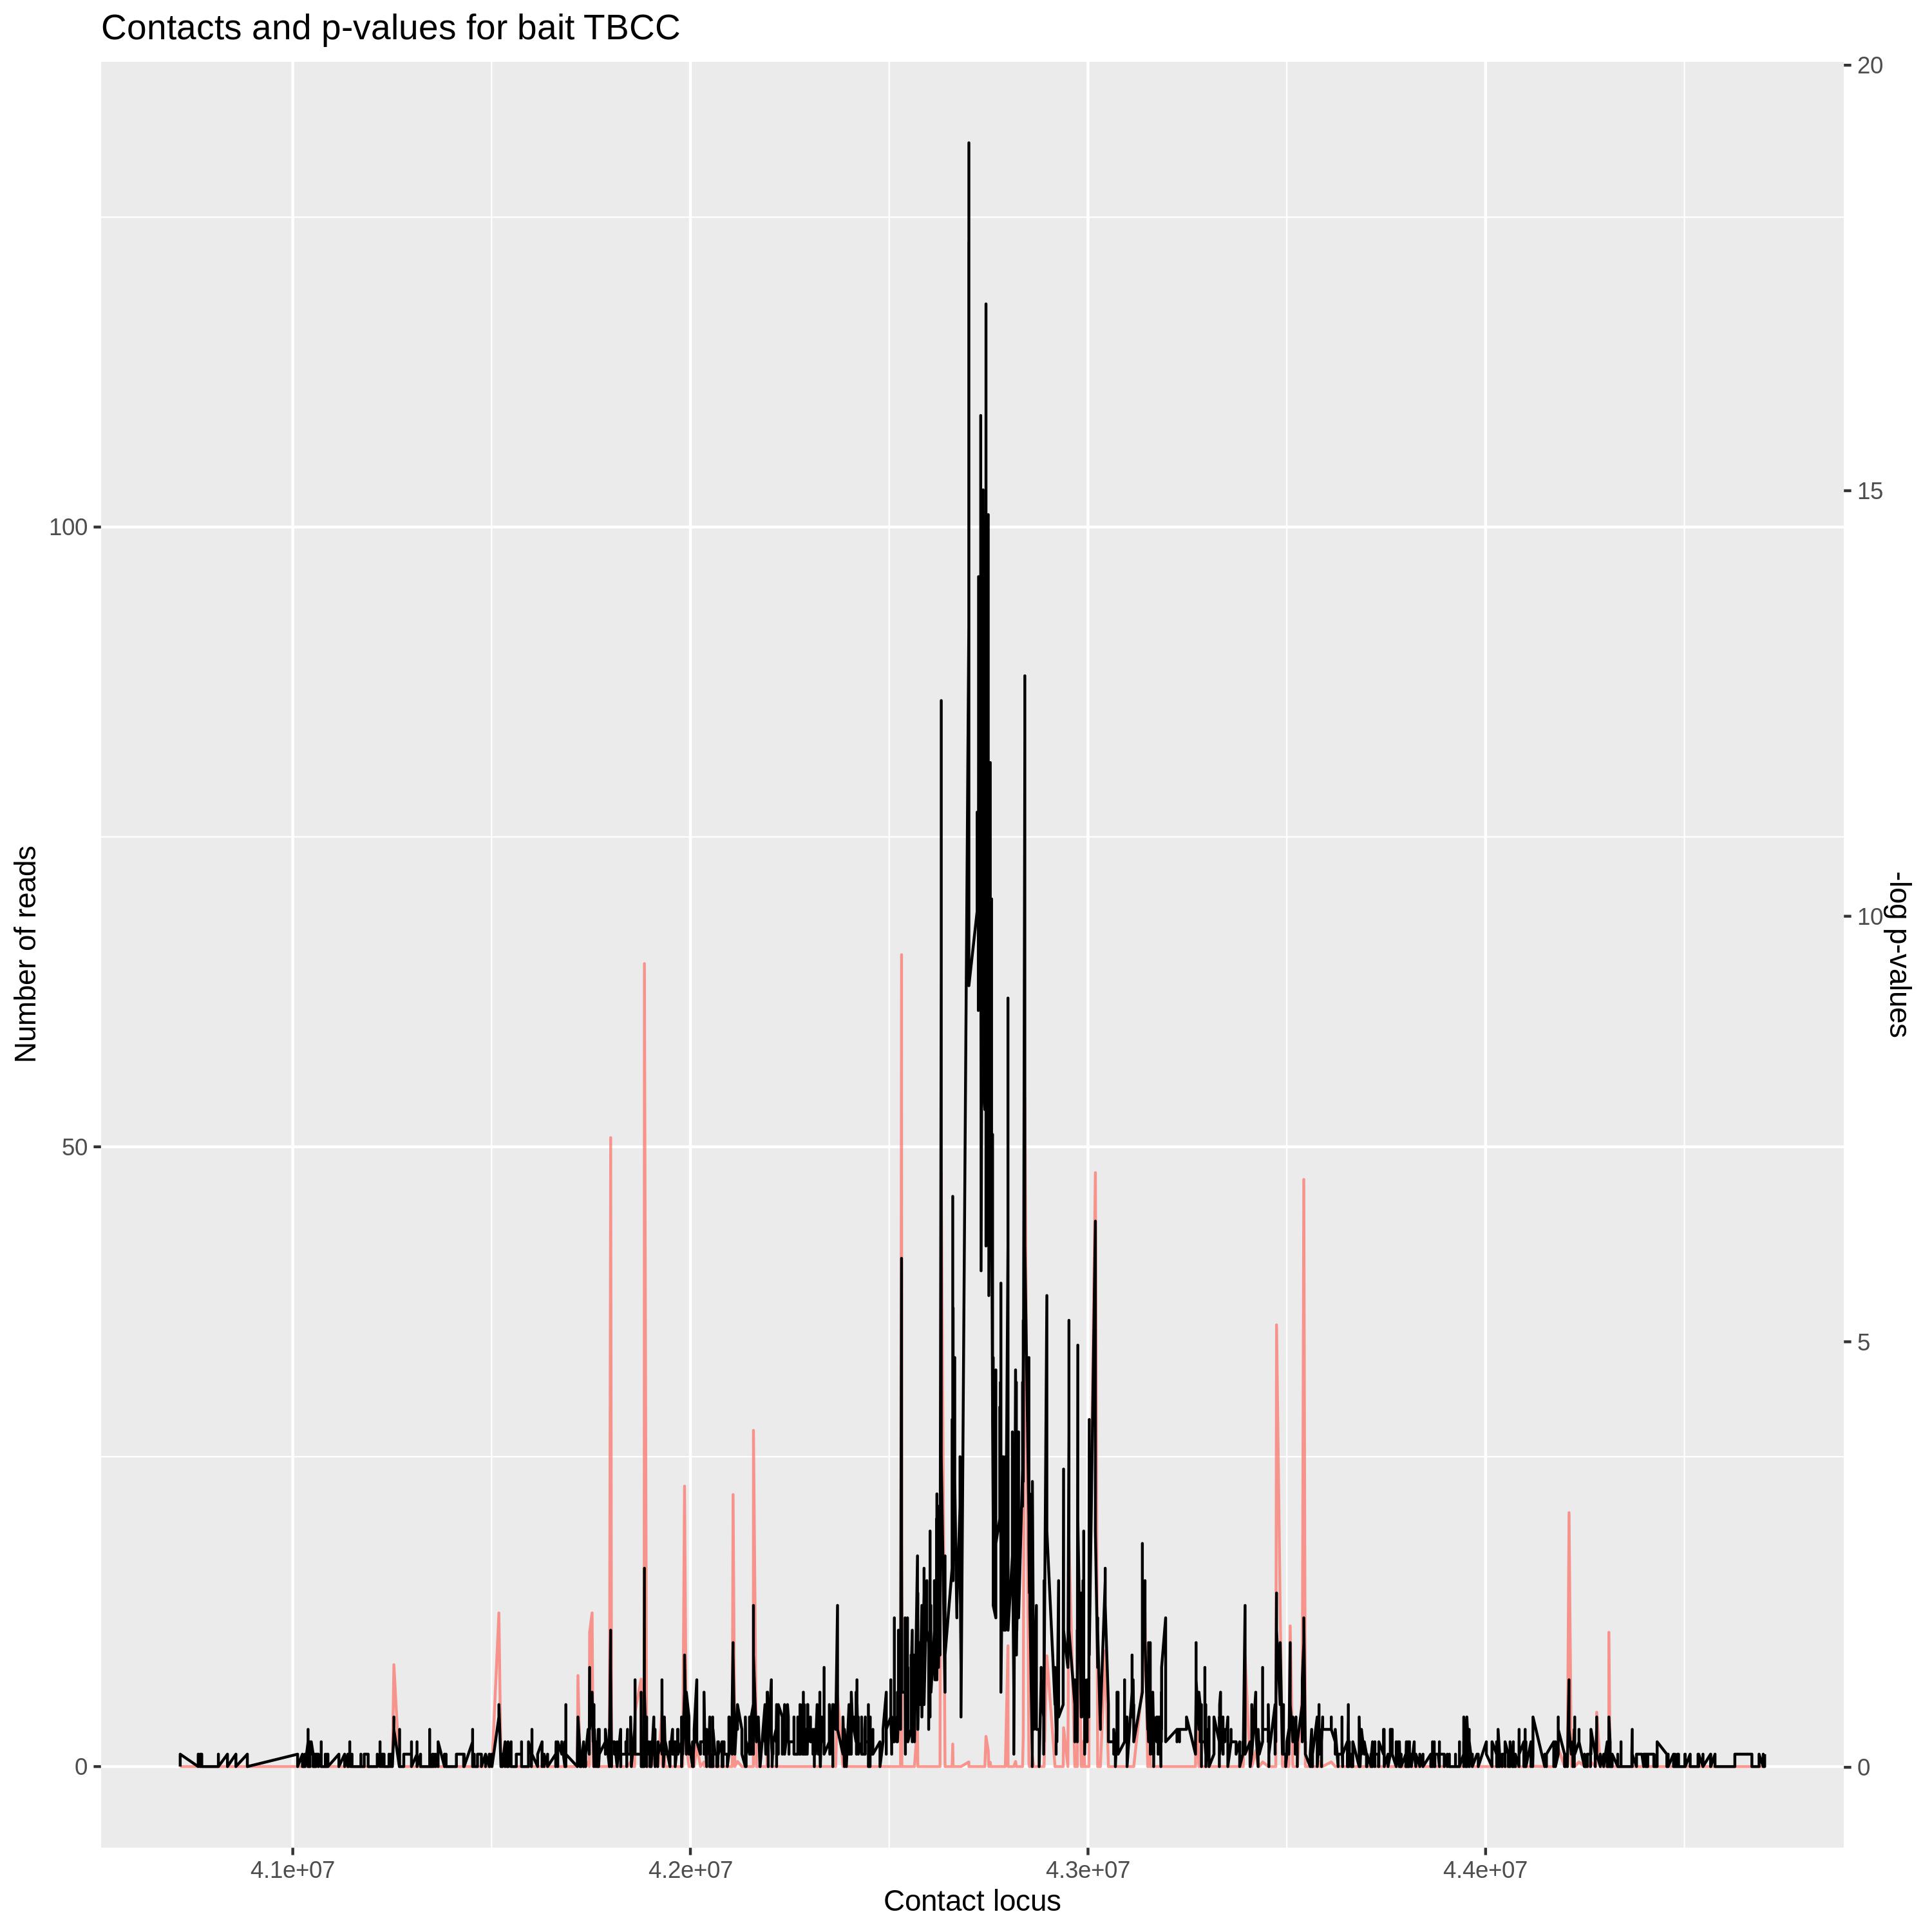 Contacts and p-values for bait TBCC
Number of reads
100
50
0
20
15
10
5
0
-log p-values
4.1e+07
4.2e+07
4.3e+07
4.4e+07
Contact locus